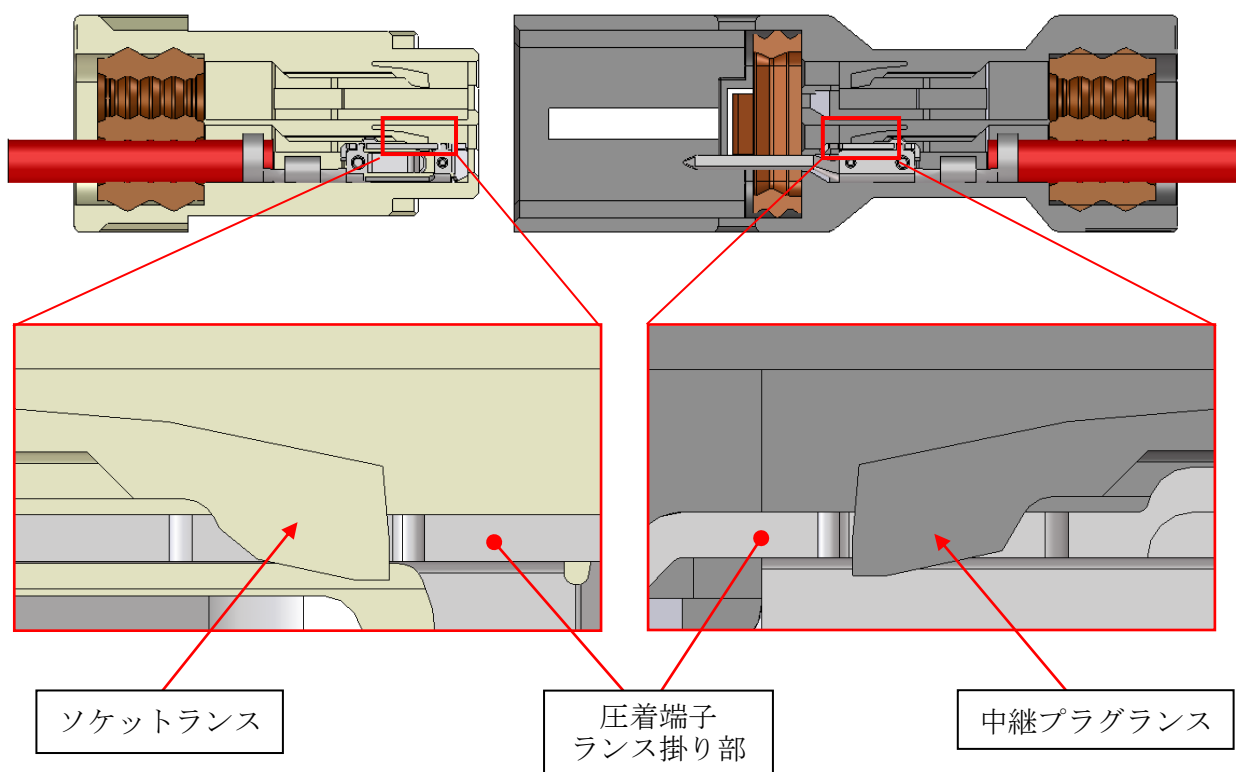 ソケットランス
圧着端子
ランス掛り部
中継プラグランス